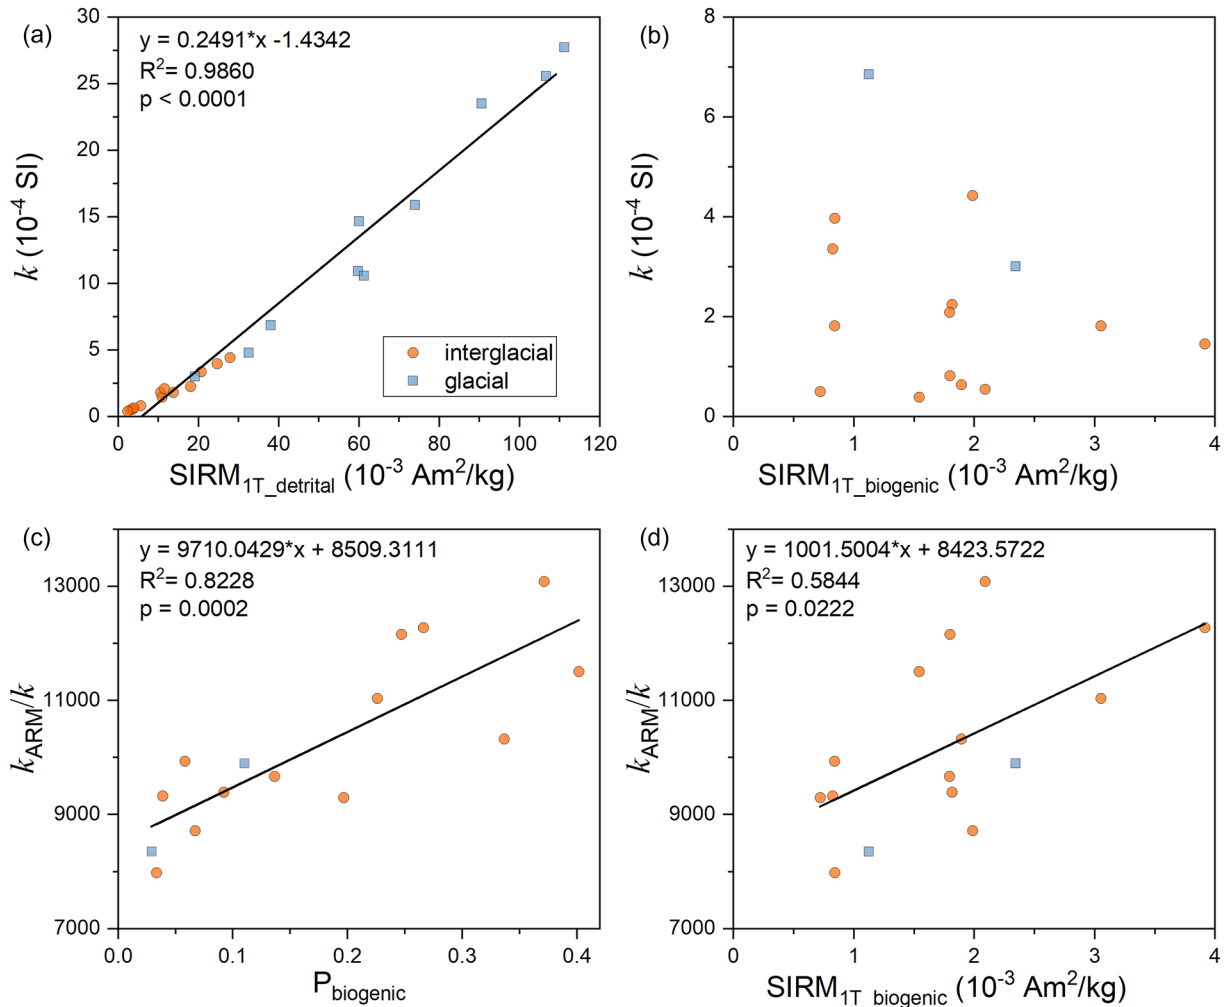 (a)
y = 0.2491*x -1.4342
R²= 0.9860
p < 0.0001
30
25
20
15
10
5
0
k (10⁻⁴ SI)
interglacial
glacial
0 20 40 60 80 100 120
SIRM₁T_detrital (10⁻³ Am²/kg)
(b)
8
6
4
2
0
k (10⁻⁴ SI)
0 1 2 3 4
SIRM₁T_biogenic (10⁻³ Am²/kg)
(c)
y = 9710.0429*x + 8509.3111
R²= 0.8228
p = 0.0002
13000
11000
9000
7000
kARM/k
0.0 0.1 0.2 0.3 0.4
Pbiogenic
(d)
y = 1001.5004*x + 8423.5722
R²= 0.5844
p = 0.0222
13000
11000
9000
7000
kARM/k
0 1 2 3 4
SIRM₁T_biogenic (10⁻³ Am²/kg)